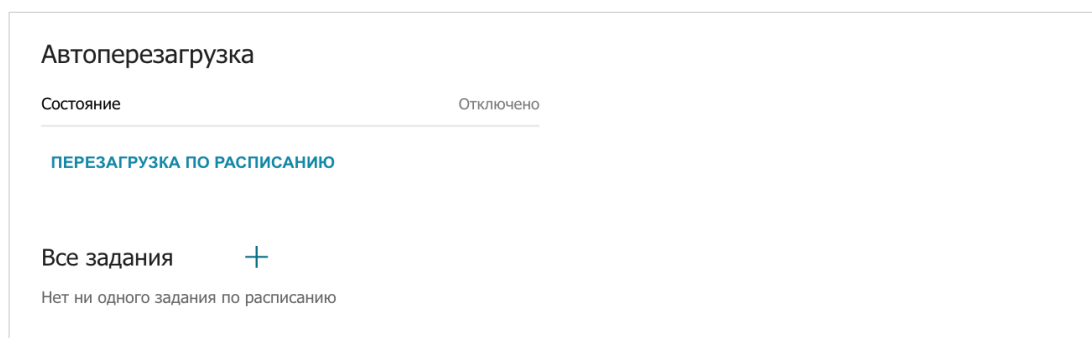 Автоперезагрузка
Состояние Отключено
ПЕРЕЗАГРУЗКА ПО РАСПИСАНИЮ
Все задания
Нет ни одного задания по расписанию